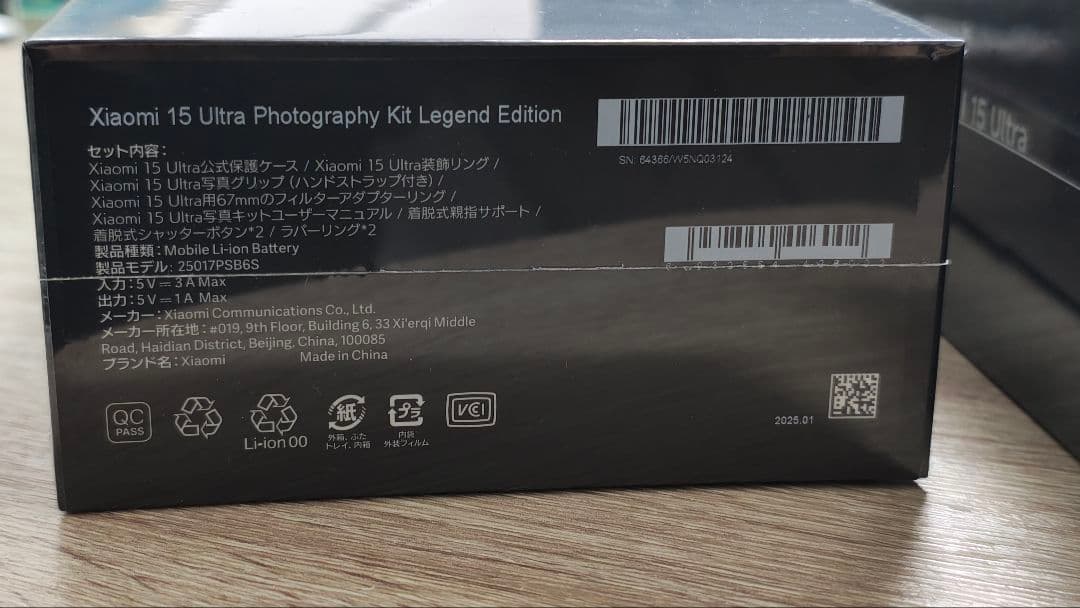 Xiaomi 15 Ultra Photography Kit Legend Edition
セット内容：
Xiaomi 15 Ultra公式保護ケース / Xiaomi 15 Ultra装飾リング /
Xiaomi 15 Ultra写真グリップ（ハンドストラップ付き）/
Xiaomi 15 Ultra用67mmのフィルターアダプターリング /
Xiaomi 15 Ultra写真キットユーザーマニュアル / 着脱式親指サポート /
着脱式シャッターボタン*2 / ラバーリング*2
製品種類：Mobile Li-ion Battery
製品モデル: 25017PSB6S
入力：5V⎓3A Max
出力：5V⎓1A Max
メーカー：Xiaomi Communications Co., Ltd.
メーカー所在地：#019, 9th Floor, Building 6, 33 Xi'erqi Middle
Road, Haidian District, Beijing, China, 100085
ブランド名：Xiaomi Made in China
SN: 64366/W5NQ03124
QC
PASS
Li-ion 00
紙
外箱、ふた
トレイ、内箱
プラ
内袋
外装フィルム
VCCI
2025.01
15 Ultra